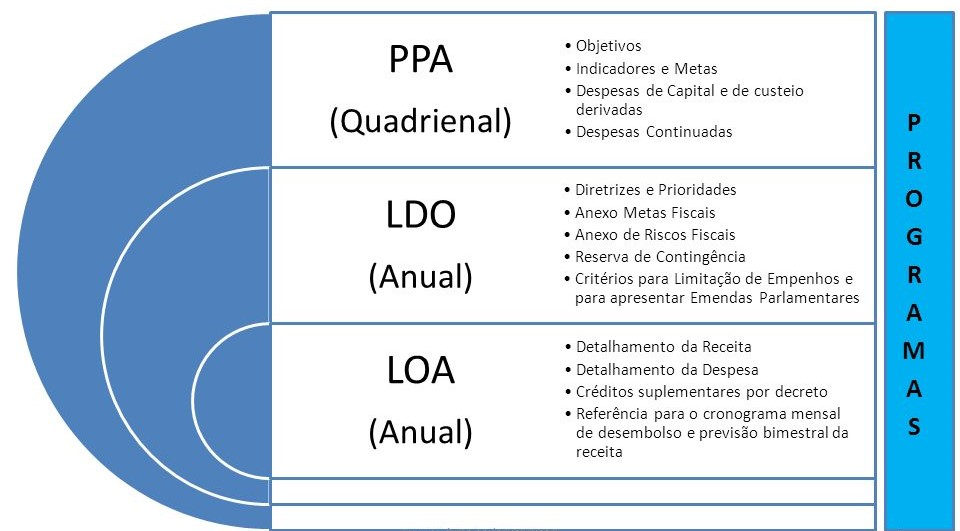 PPA
(Quadrienal)
• Objetivos
• Indicadores e Metas
• Despesas de Capital e de custeio
derivadas
• Despesas Continuadas
LDO
(Anual)
• Diretrizes e Prioridades
• Anexo Metas Fiscais
• Anexo de Riscos Fiscais
• Reserva de Contingência
• Critérios para Limitação de Empenhos e
para apresentar Emendas Parlamentares
LOA
(Anual)
• Detalhamento da Receita
• Detalhamento da Despesa
• Créditos suplementares por decreto
• Referência para o cronograma mensal
de desembolso e previsão bimestral da
receita
PROGRAMAS